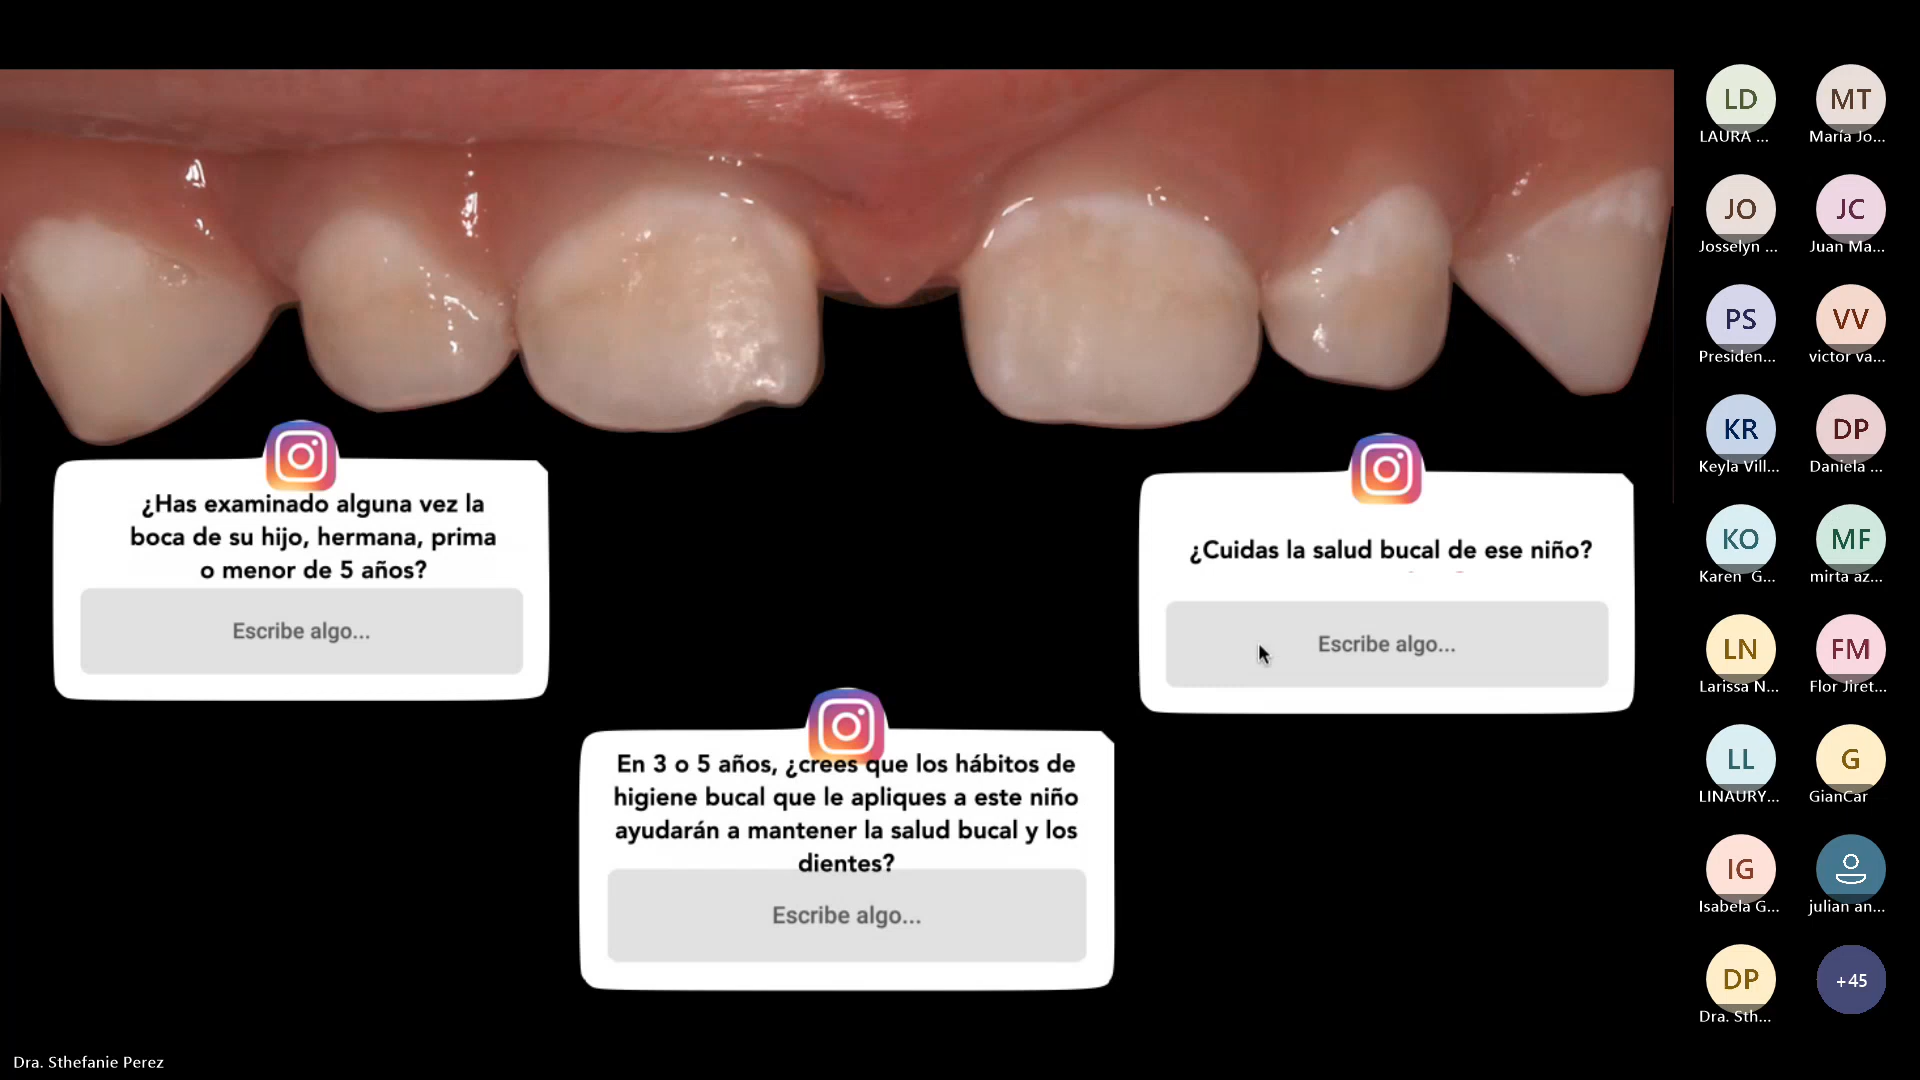 ¿Has examinado alguna vez la
boca de su hijo, hermana, prima
o menor de 5 años?
Escribe algo...
¿Cuidas la salud bucal de ese niño?
Escribe algo...
En 3 o 5 años, ¿crees que los hábitos de
higiene bucal que le apliques a este niño
ayudarán a mantener la salud bucal y los
dientes?
Escribe algo...
LD
LAURA ...
MT
María Jo...
JO
Josselyn ...
JC
Juan Ma...
PS
Presiden...
VV
victor va...
KR
Keyla Vill...
DP
Daniela ...
KO
Karen G...
MF
mirta az...
LN
Larissa N...
FM
Flor Jiret...
LL
LINAURY...
G
GianCar
IG
Isabela G...
julian an...
DP
Dra. Sth...
+45
Dra. Sthefanie Perez